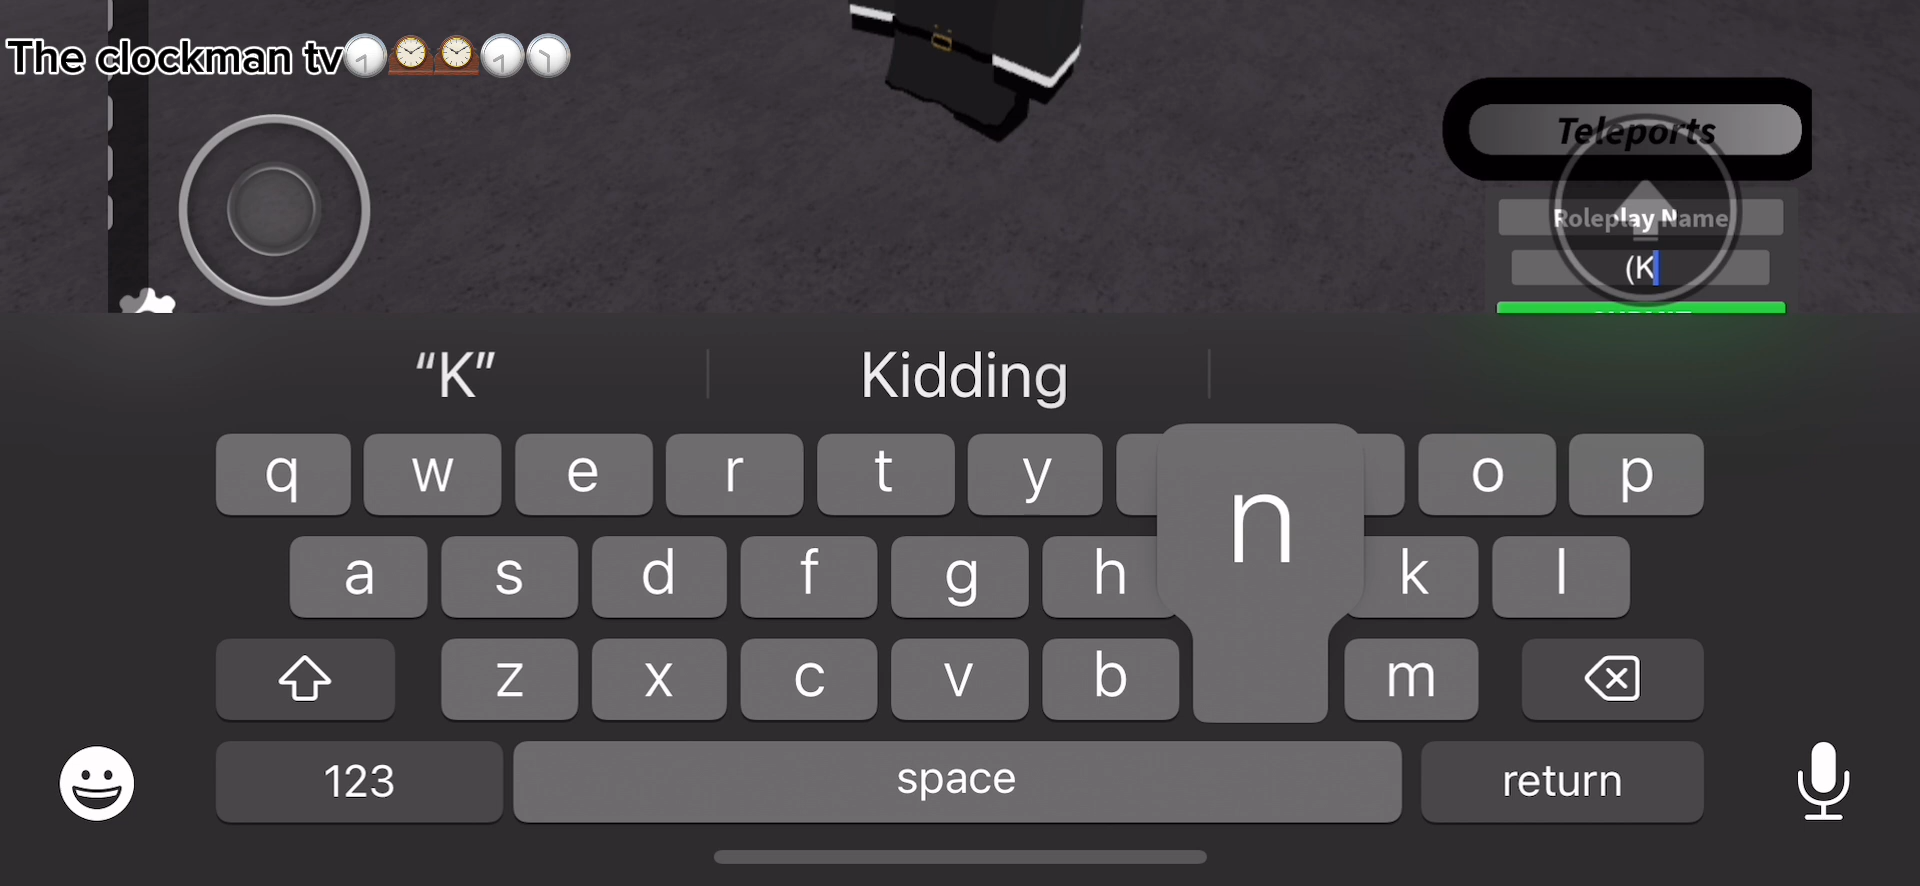 The clockman tv🕢🕰️🕰️🕢🕥
Teleports
Roleplay Name
(K
“K” Kidding
q w e r t y o p
n
a s d f g h k l
z x c v b m
123 space return